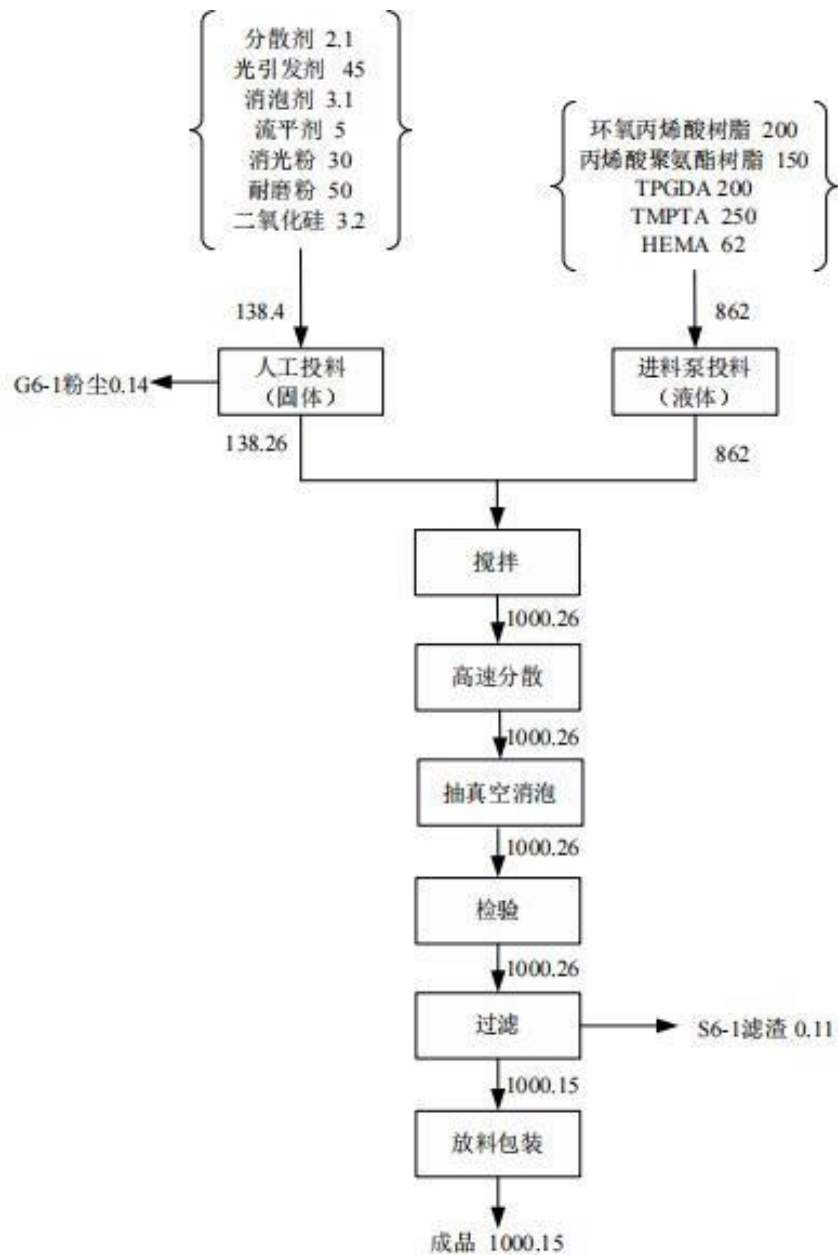 分散剂 2.1
光引发剂 45
消泡剂 3.1
流平剂 5
消光粉 30
耐磨粉 50
二氧化硅 3.2
环氧丙烯酸树脂 200
丙烯酸聚氨酯树脂 150
TPGDA 200
TMPTA 250
HEMA 62
138.4
862
人工投料
（固体）
进料泵投料
（液体）
G6-1粉尘0.14
138.26
862
搅拌
1000.26
高速分散
1000.26
抽真空消泡
1000.26
检验
1000.26
过滤
S6-1滤渣 0.11
1000.15
放料包装
成品 1000.15